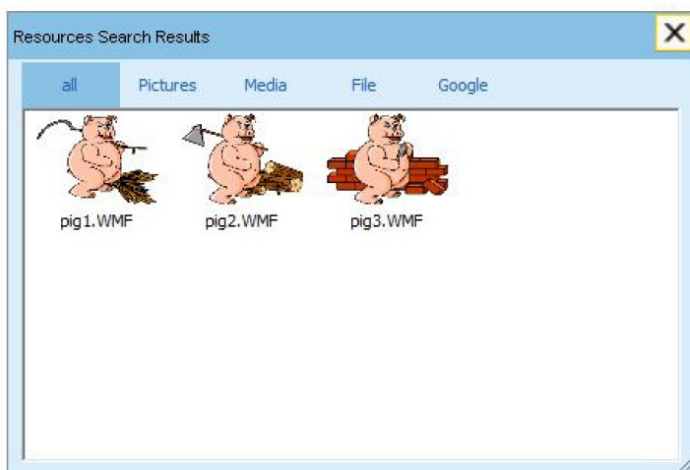 Resources Search Results
all Pictures Media File Google
pig1.WMF pig2.WMF pig3.WMF